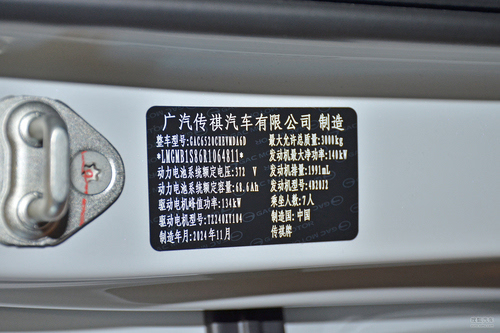 广汽传祺汽车有限公司 制造
整车型号:GAC6520CHEVMDA6D 最大允许总质量:3000kg
*LMGMB1S86R1064811* 发动机最大净功率:140kW
动力电池系统额定电压:372 V 发动机排量:1991mL
动力电池系统额定容量:68.6Ah 发动机型号:4B20J2
驱动电机峰值功率:134kW 乘坐人数:7人
驱动电机型号:TZ240XY104 制造国:中国
制造年月:2024年11月 传祺牌